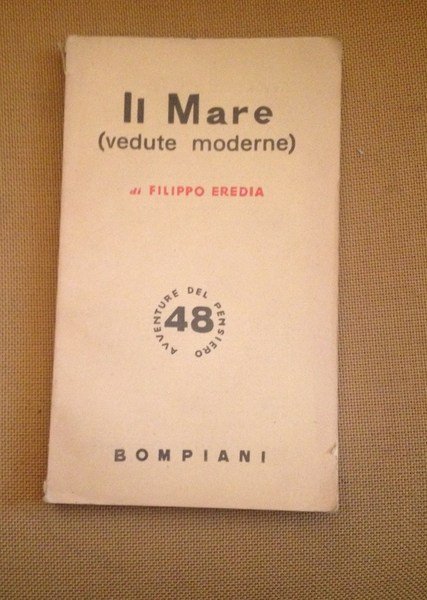 Il Mare
(vedute moderne)
di FILIPPO EREDIA
AVVENTURE DEL PENSIERO
48
BOMPIANI